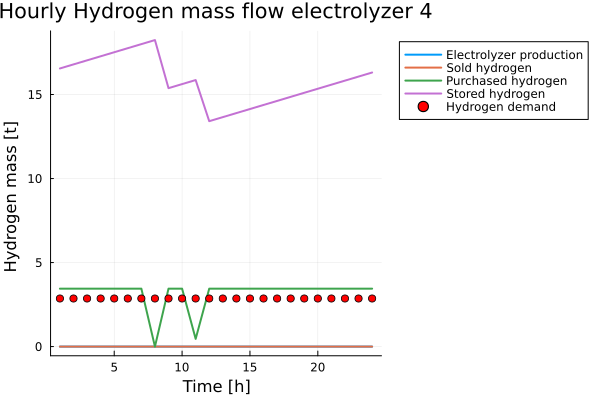 Hourly Hydrogen mass flow electrolyzer 4
Electrolyzer production
Sold hydrogen
Purchased hydrogen
Stored hydrogen
Hydrogen demand
Hydrogen mass [t]
15
10
5
0
5 10 15 20
Time [h]